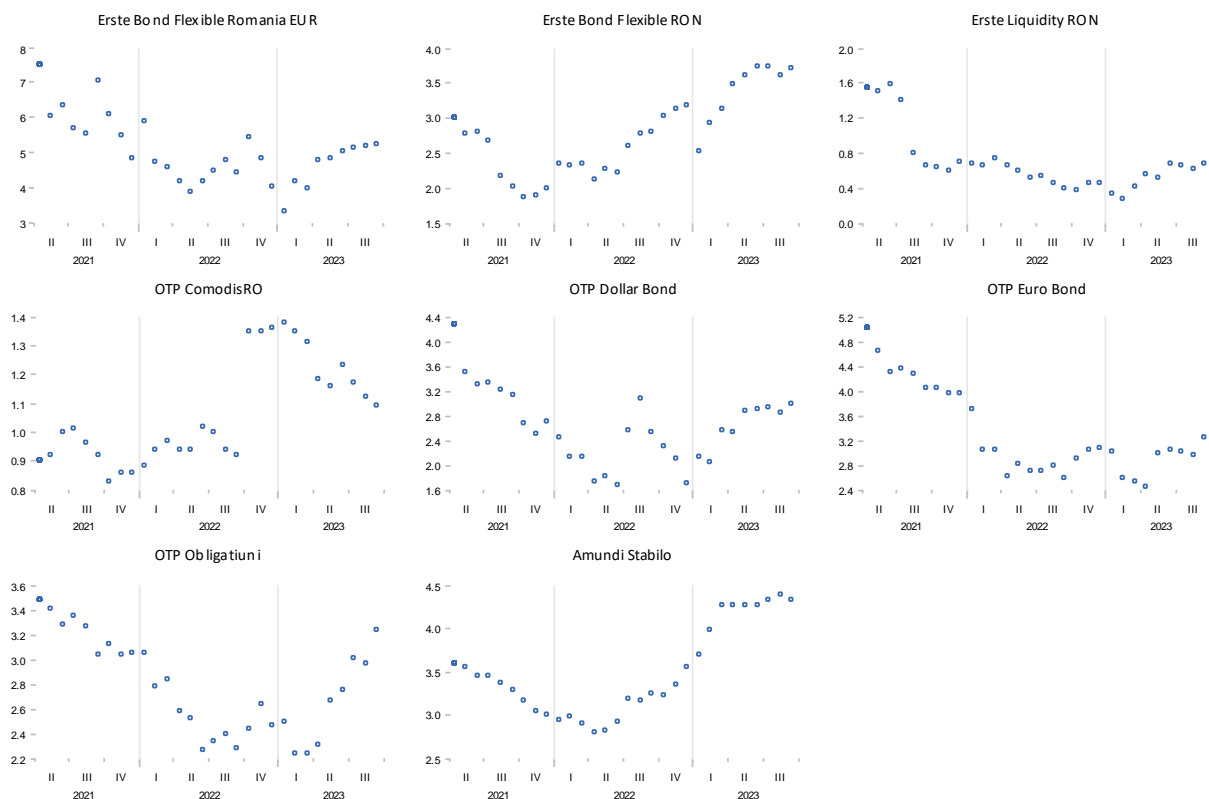 Erste Bond Flexible Romania EUR
Erste Bond Flexible RON
Erste Liquidity RON
8
7
6
5
4
3
II III IV I II III IV I II III
2021 2022 2023
4.0
3.5
3.0
2.5
2.0
1.5
II III IV I II III IV I II III
2021 2022 2023
2.0
1.6
1.2
0.8
0.4
0.0
II III IV I II III IV I II III
2021 2022 2023
OTP ComodisRO
OTP Dollar Bond
OTP Euro Bond
1.4
1.3
1.2
1.1
1.0
0.9
0.8
II III IV I II III IV I II III
2021 2022 2023
4.4
4.0
3.6
3.2
2.8
2.4
2.0
1.6
II III IV I II III IV I II III
2021 2022 2023
5.2
4.8
4.4
4.0
3.6
3.2
2.8
2.4
II III IV I II III IV I II III
2021 2022 2023
OTP Obligatiuni
Amundi Stabilo
3.6
3.4
3.2
3.0
2.8
2.6
2.4
2.2
II III IV I II III IV I II III
2021 2022 2023
4.5
4.0
3.5
3.0
2.5
II III IV I II III IV I II III
2021 2022 2023